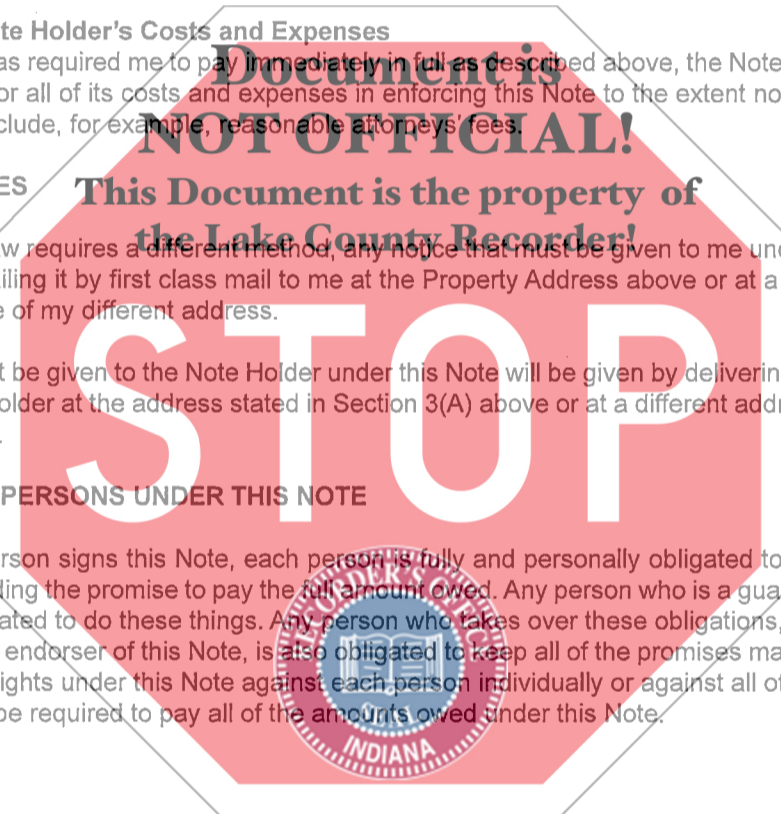 te Holder's Costs and Expenses
as required me to pay immediately in full as described above, the Note
or all of its costs and expenses in enforcing this Note to the extent no
clude, for example, reasonable attorneys' fees.
Document is
NOT OFFICIAL!
This Document is the property of
the Lake County Recorder!
ES
w requires a different method, any notice that must be given to me un
iling it by first class mail to me at the Property Address above or at a
e of my different address.
STOP
t be given to the Note Holder under this Note will be given by deliverin
older at the address stated in Section 3(A) above or at a different addr
.
PERSONS UNDER THIS NOTE
rson signs this Note, each person is fully and personally obligated to
ding the promise to pay the full amount owed. Any person who is a gua
ated to do these things. Any person who takes over these obligations,
endorser of this Note, is also obligated to keep all of the promises ma
ights under this Note against each person individually or against all of
be required to pay all of the amounts owed under this Note.
RECORDER'S OFFICE
SEAL
INDIANA